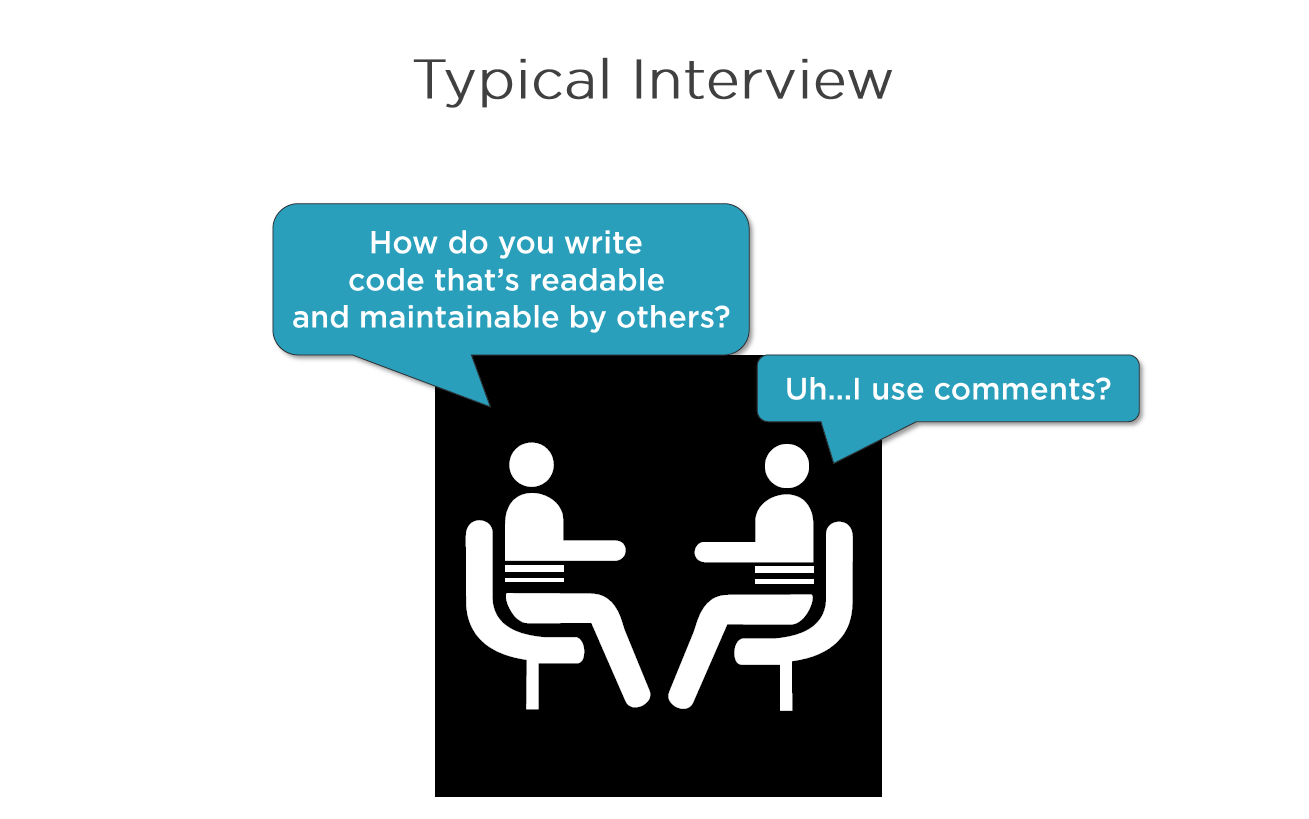 Typical Interview
How do you write
code that’s readable
and maintainable by others?
Uh...I use comments?